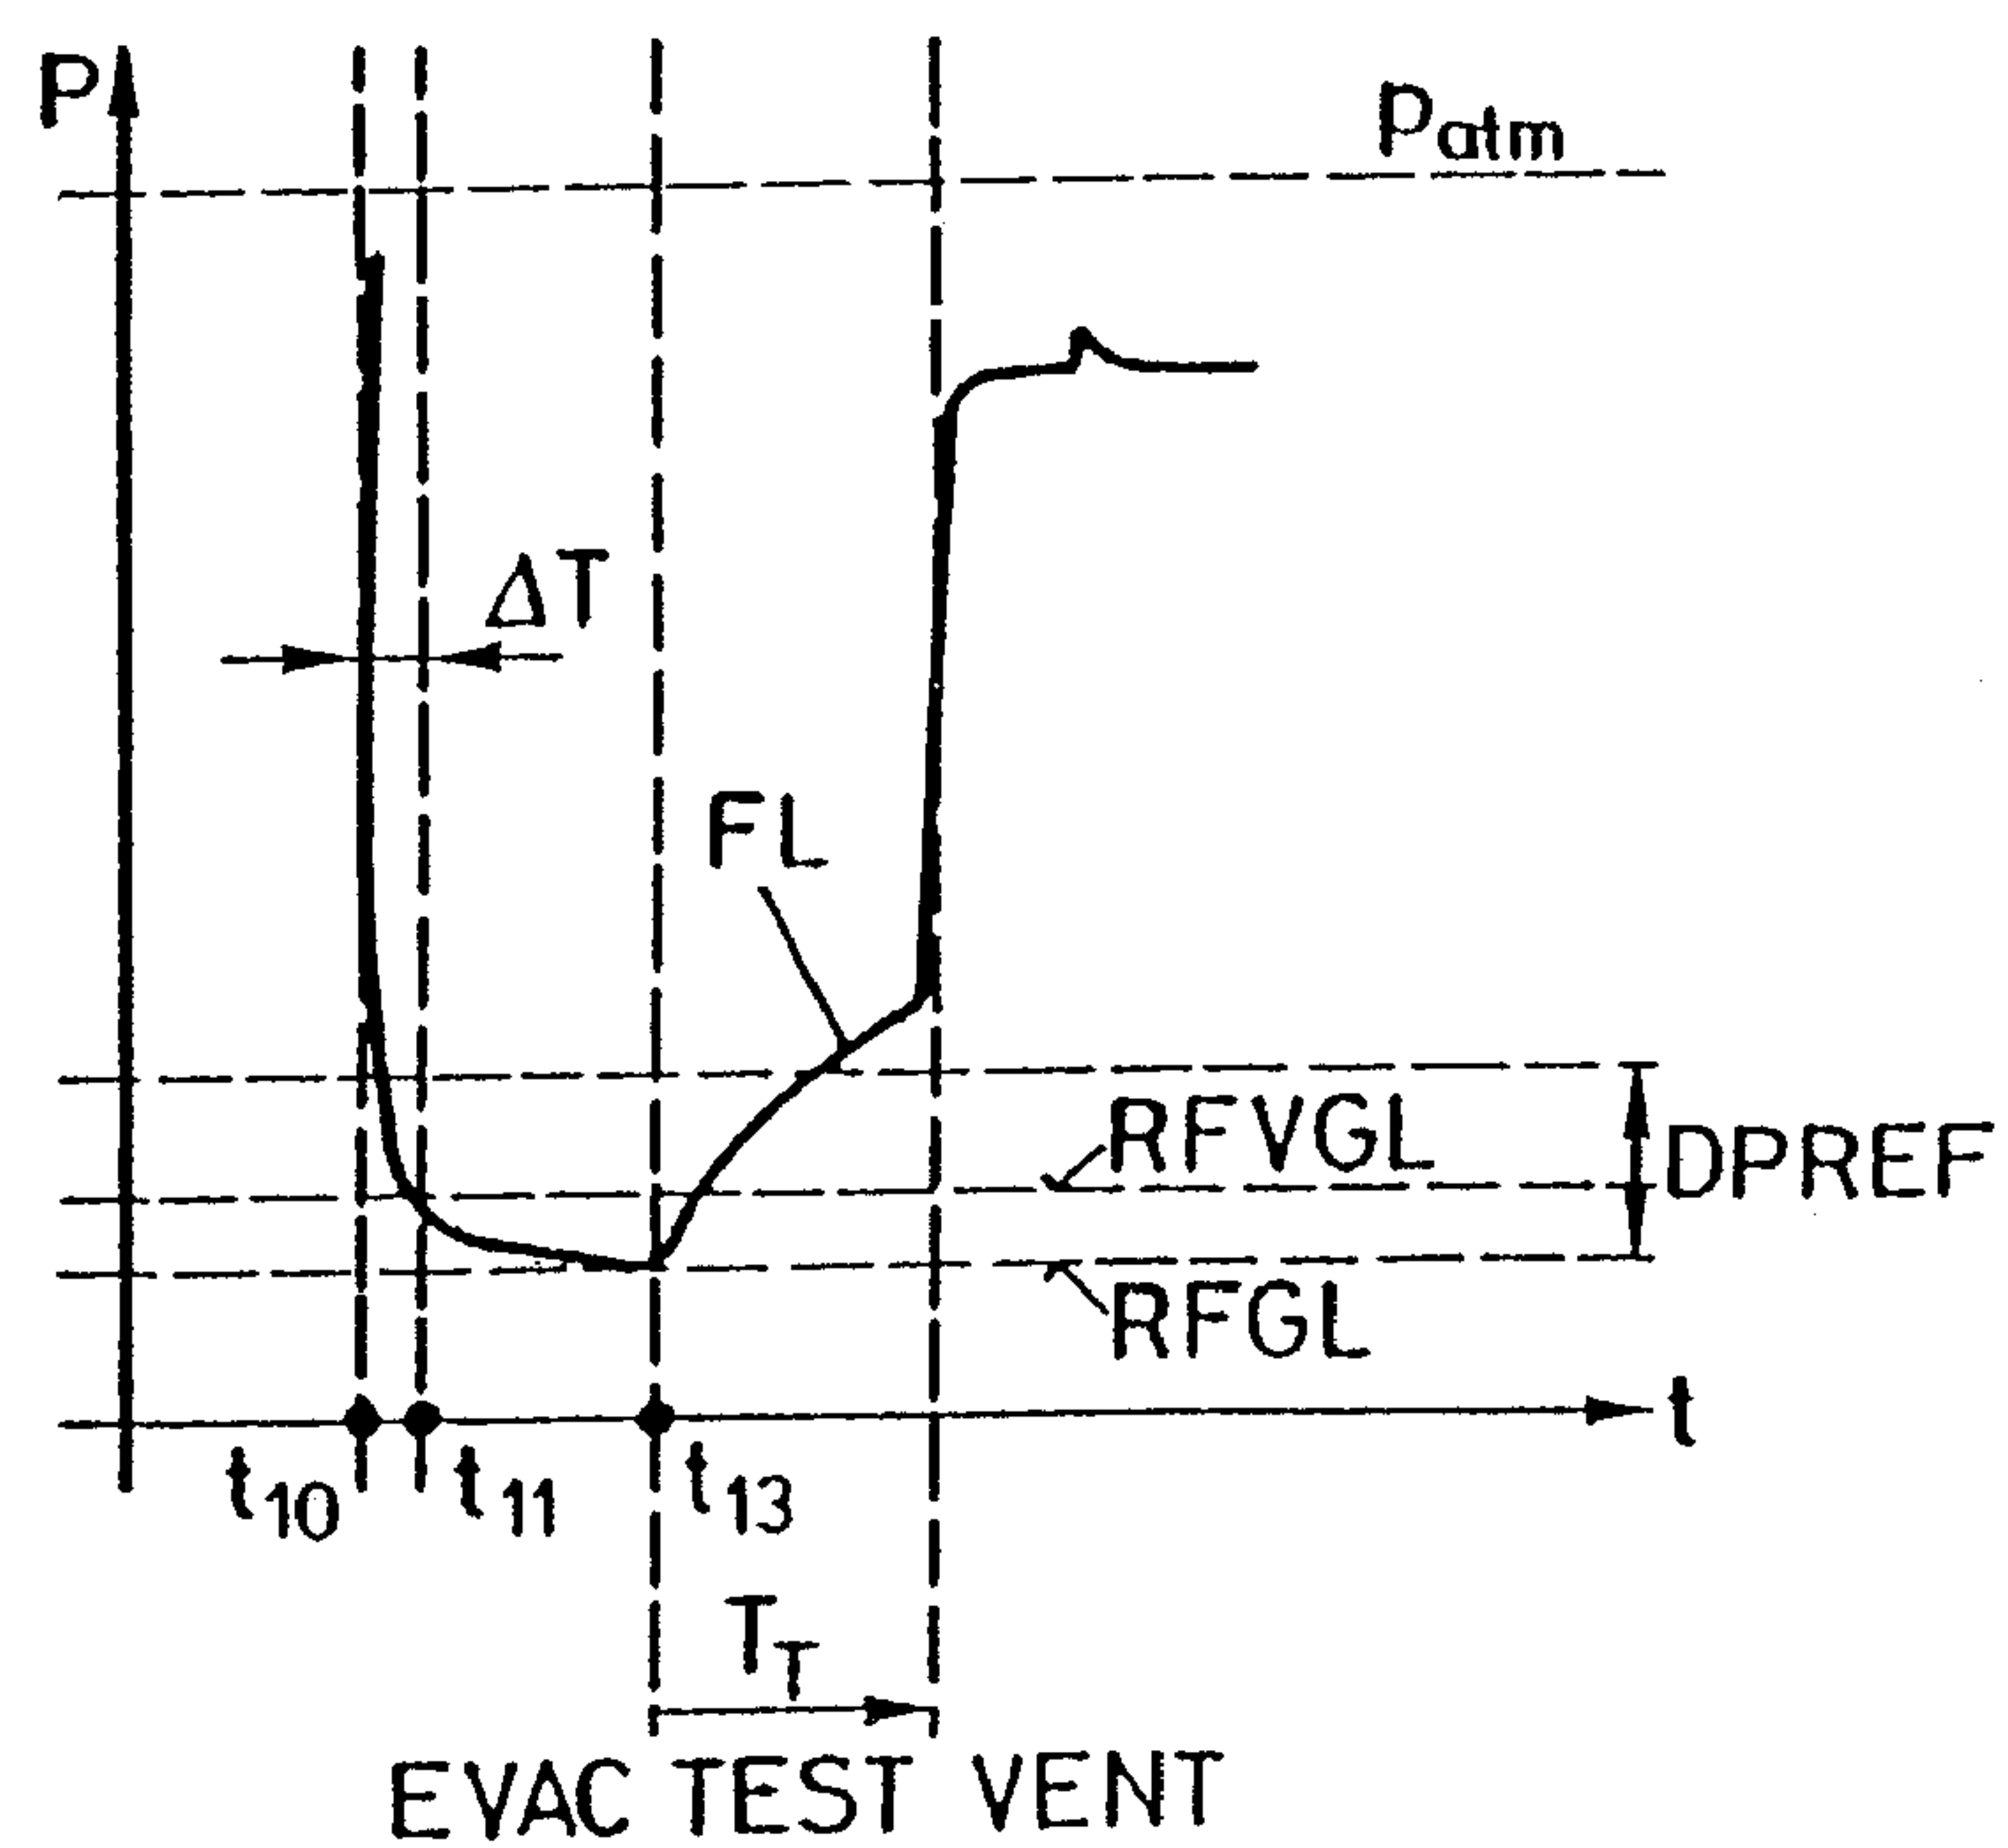 P
Patm
ΔT
FL
RFVGL
DPREF
RFGL
t
t10
t11
t13
TT
EVAC TEST VENT